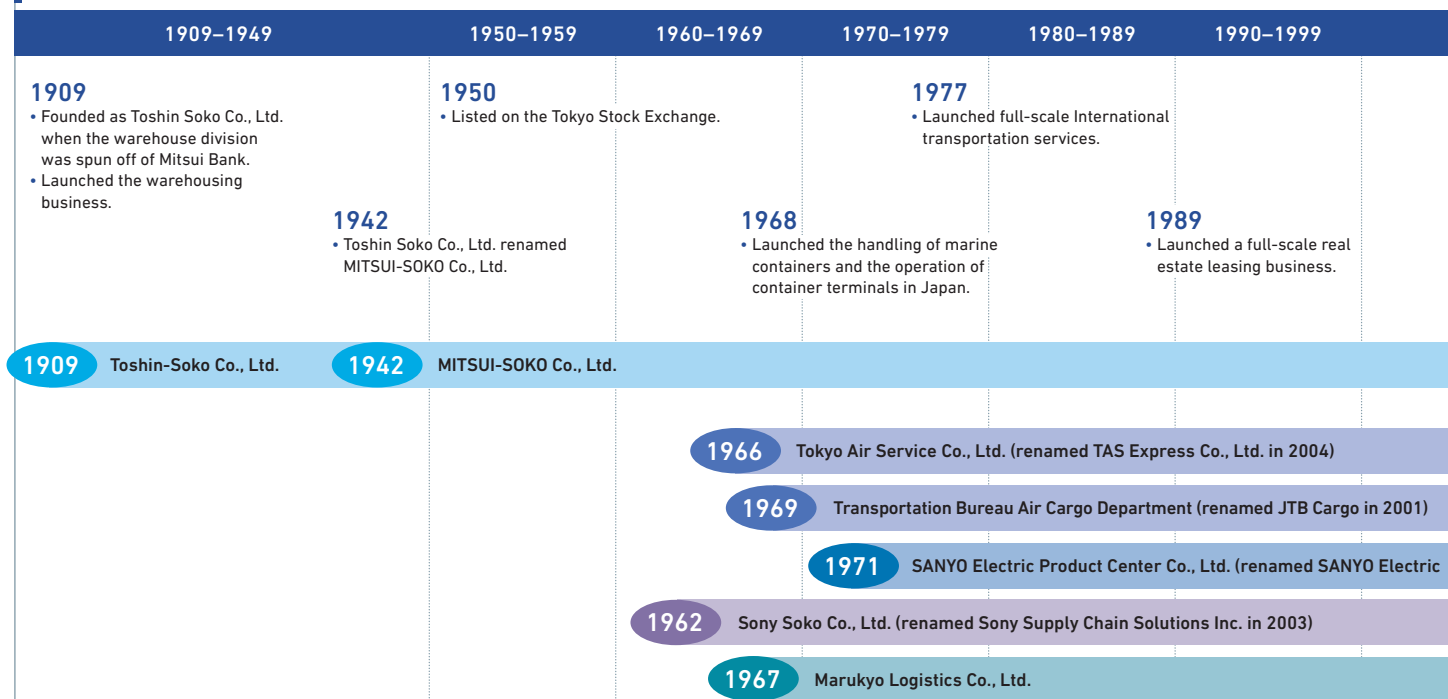 1909–1949
1950–1959
1960–1969
1970–1979
1980–1989
1990–1999
1909
• Founded as Toshin Soko Co., Ltd.
when the warehouse division
was spun off of Mitsui Bank.
• Launched the warehousing
business.
1942
• Toshin Soko Co., Ltd. renamed
MITSUI-SOKO Co., Ltd.
1950
• Listed on the Tokyo Stock Exchange.
1968
• Launched the handling of marine
containers and the operation of
container terminals in Japan.
1977
• Launched full-scale International
transportation services.
1989
• Launched a full-scale real
estate leasing business.
1909 Toshin-Soko Co., Ltd.
1942 MITSUI-SOKO Co., Ltd.
1966 Tokyo Air Service Co., Ltd. (renamed TAS Express Co., Ltd. in 2004)
1969 Transportation Bureau Air Cargo Department (renamed JTB Cargo in 2001)
1971 SANYO Electric Product Center Co., Ltd. (renamed SANYO Electric
1962 Sony Soko Co., Ltd. (renamed Sony Supply Chain Solutions Inc. in 2003)
1967 Marukyo Logistics Co., Ltd.